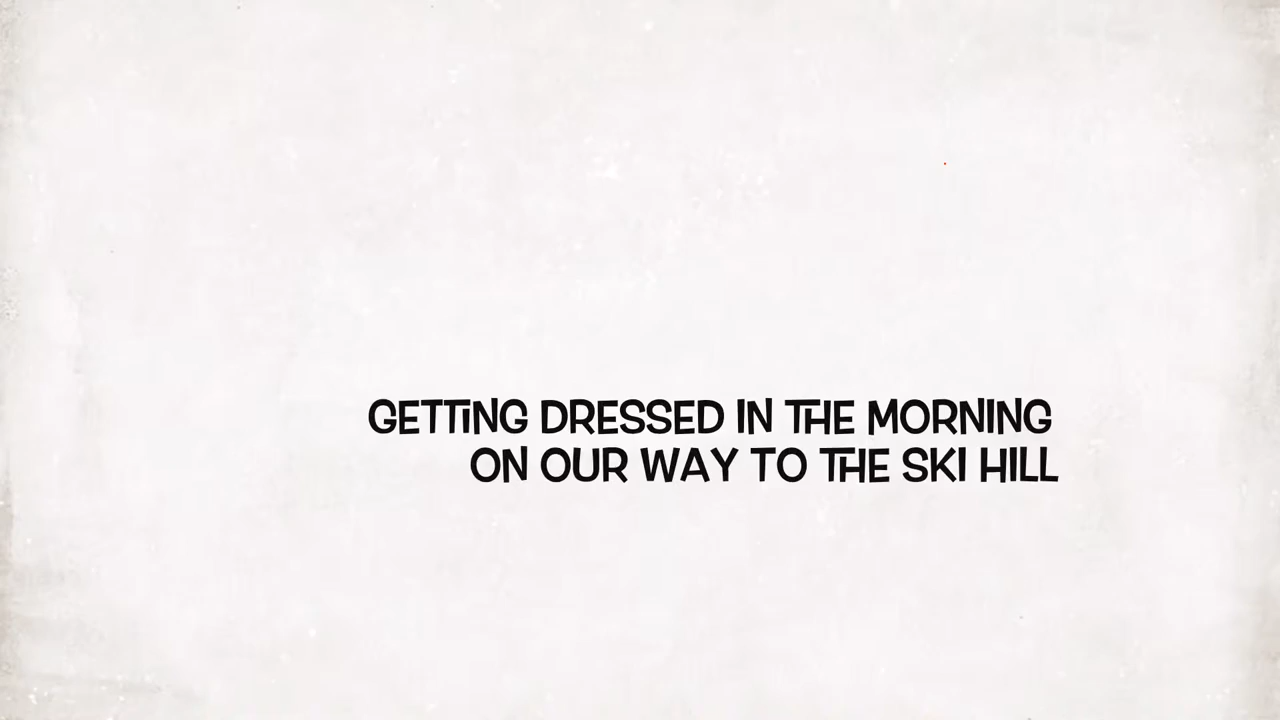 GETTING DRESSED IN THE MORNING
ON OUR WAY TO THE SKI HILL